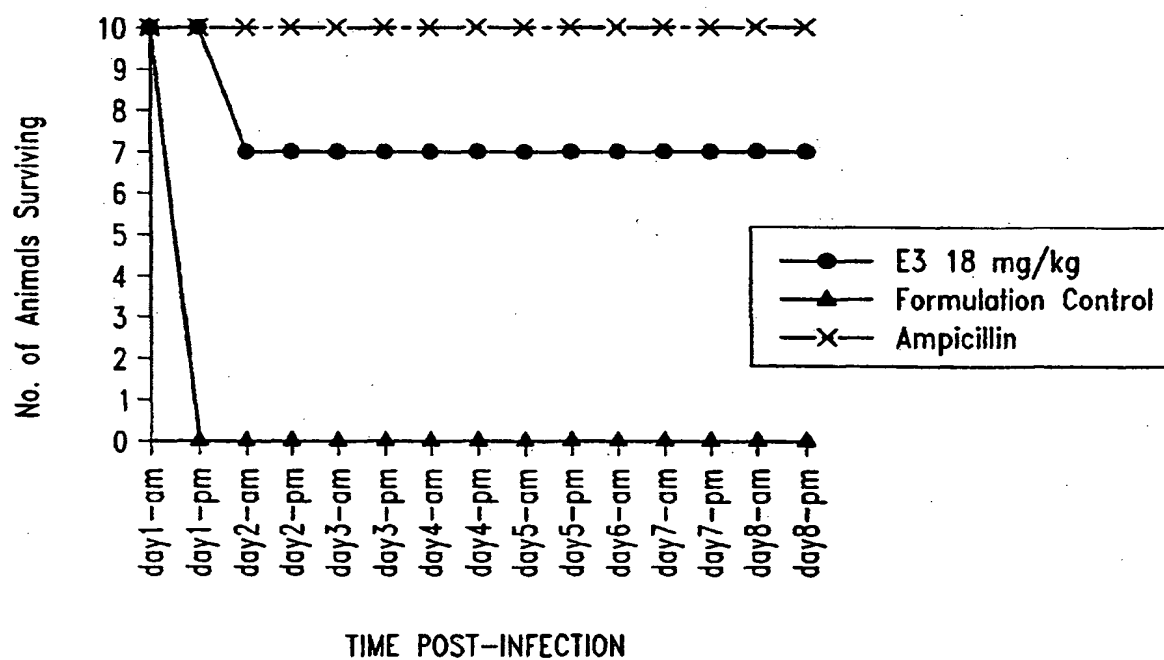 No. of Animals Surviving
10
9
8
7
6
5
4
3
2
1
0
day1-am
day1-pm
day2-am
day2-pm
day3-am
day3-pm
day4-am
day4-pm
day5-am
day5-pm
day6-am
day7-am
day7-pm
day8-am
day8-pm
TIME POST-INFECTION
E3 18 mg/kg
Formulation Control
Ampicillin